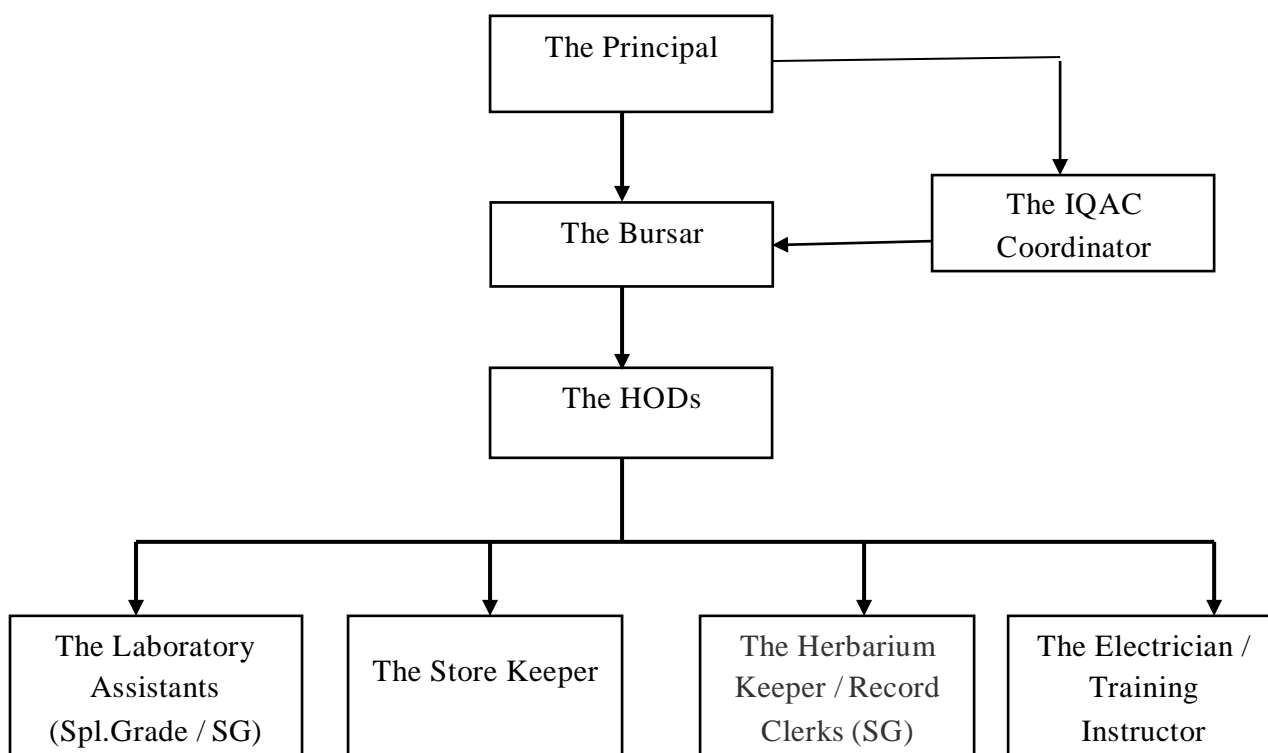 The Principal
The IQAC
Coordinator
The Bursar
The HODs
The Laboratory
Assistants
(Spl.Grade / SG)
The Store Keeper
The Herbarium
Keeper / Record
Clerks (SG)
The Electrician /
Training
Instructor